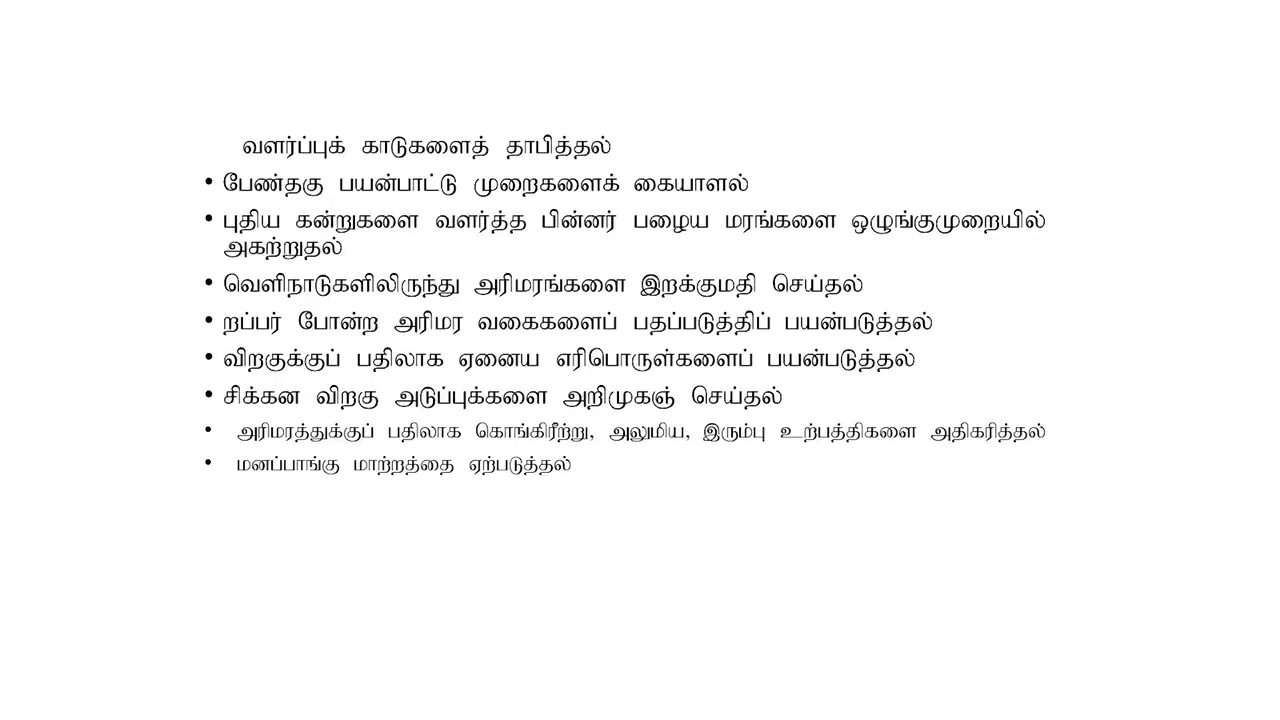 வளர்ப்புக் காடுகளைத் தாபித்தல்
• பேண்தகு பயன்பாட்டு முறைகளைக் கையாளல்
• புதிய கன்றுகளை வளர்த்த பின்னர் பழைய மரங்களை ஒழுங்குமுறையில்
அகற்றுதல்
• வெளிநாடுகளிலிருந்து அரிமரங்களை இறக்குமதி செய்தல்
• றப்பர் போன்ற அரிமர வகைகளைப் பதப்படுத்திப் பயன்படுத்தல்
• விறகுக்குப் பதிலாக ஏனைய எரிபொருள்களைப் பயன்படுத்தல்
• சிக்கன விறகு அடுப்புக்களை அறிமுகஞ் செய்தல்
• அரிமரத்துக்குப் பதிலாக கொங்கிரீற்று, அலுமிய, இரும்பு உற்பத்திகளை அதிகரித்தல்
• மனப்பாங்கு மாற்றத்தை ஏற்படுத்தல்